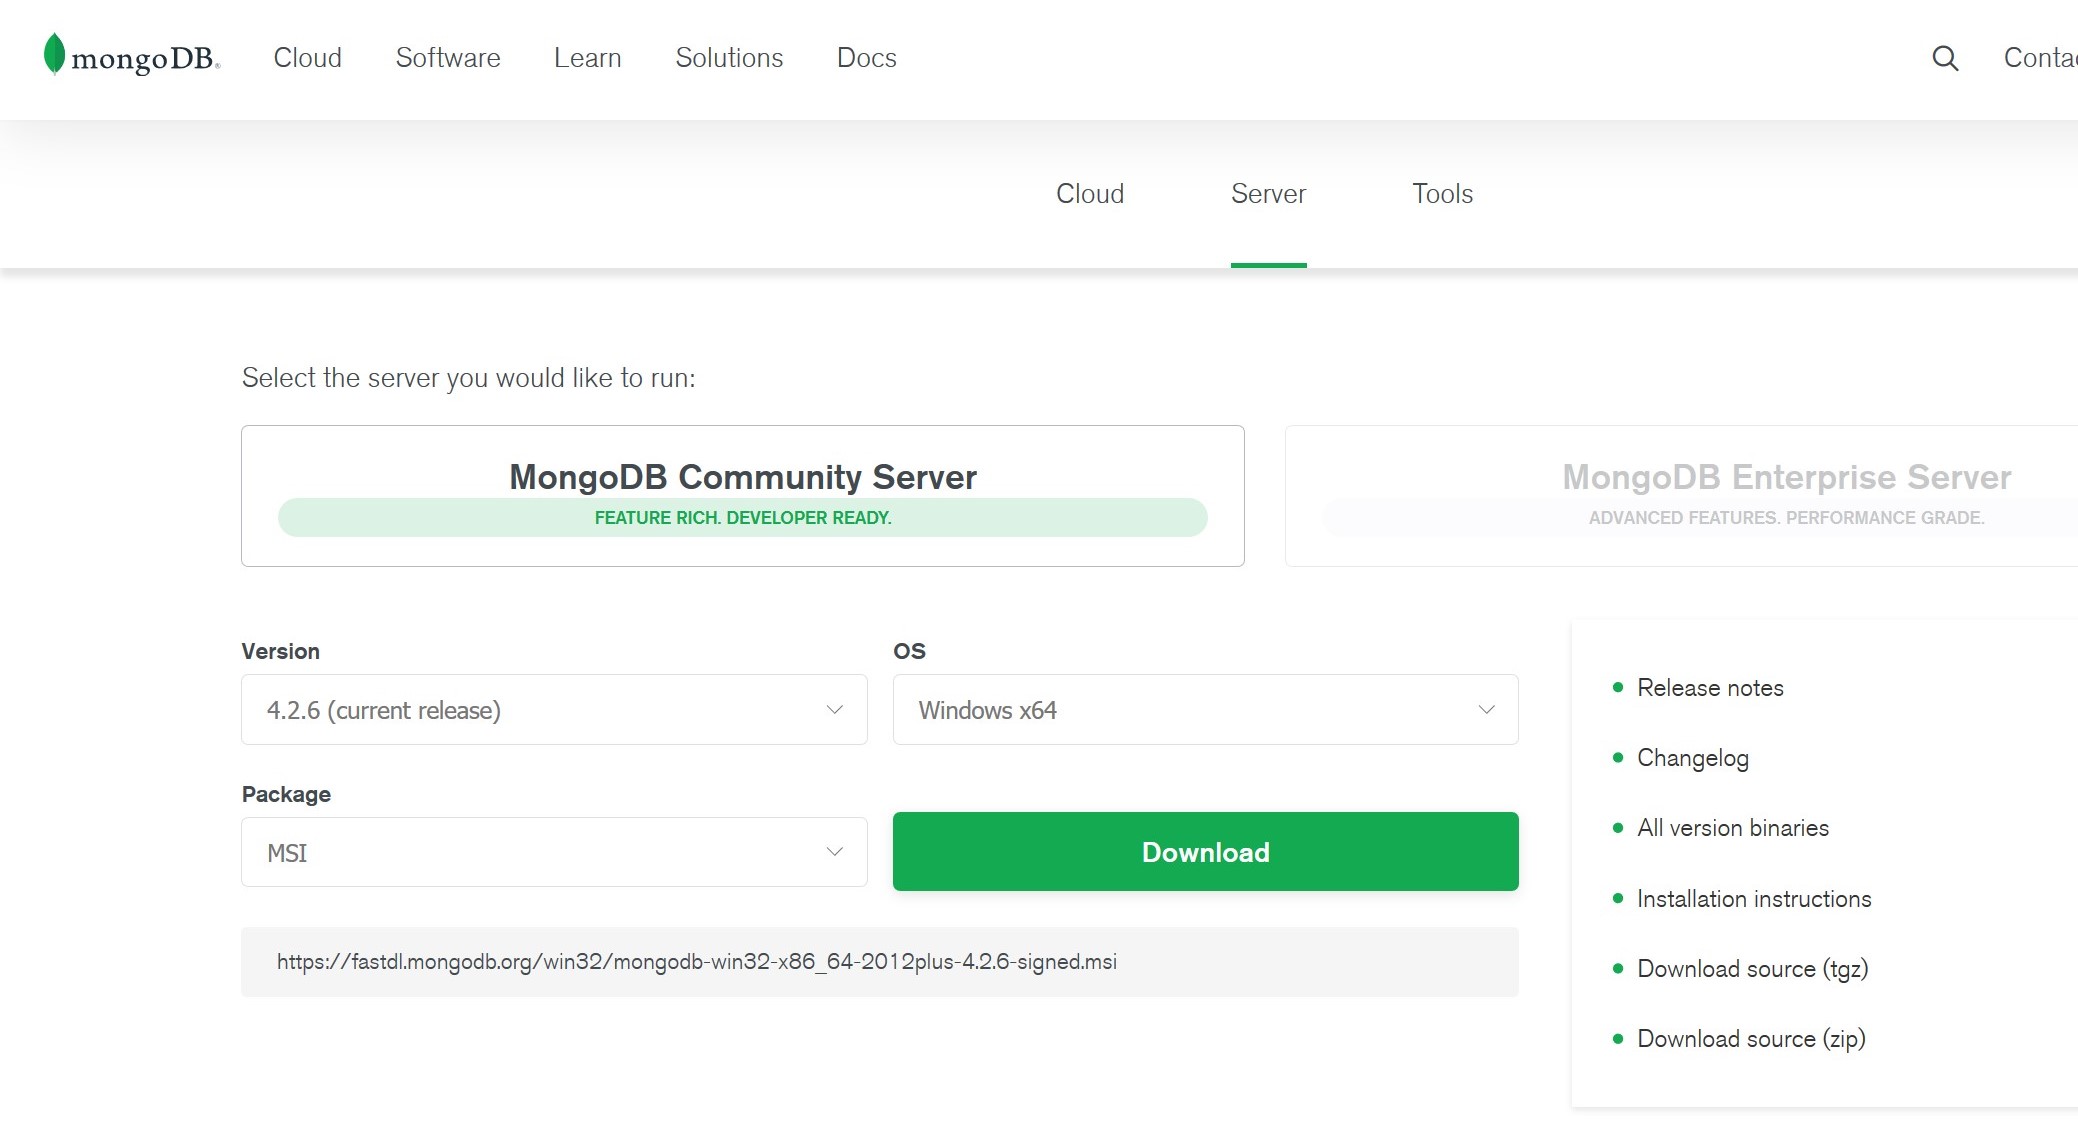 mongoDB® Cloud Software Learn Solutions Docs
Cloud Server Tools
Select the server you would like to run:
MongoDB Community Server
FEATURE RICH. DEVELOPER READY.
MongoDB Enterprise Server
ADVANCED FEATURES. PERFORMANCE GRADE.
Version
4.2.6 (current release)
OS
Windows x64
Package
MSI
Download
https://fastdl.mongodb.org/win32/mongodb-win32-x86_64-2012plus-4.2.6-signed.msi
Release notes
Changelog
All version binaries
Installation instructions
Download source (tgz)
Download source (zip)